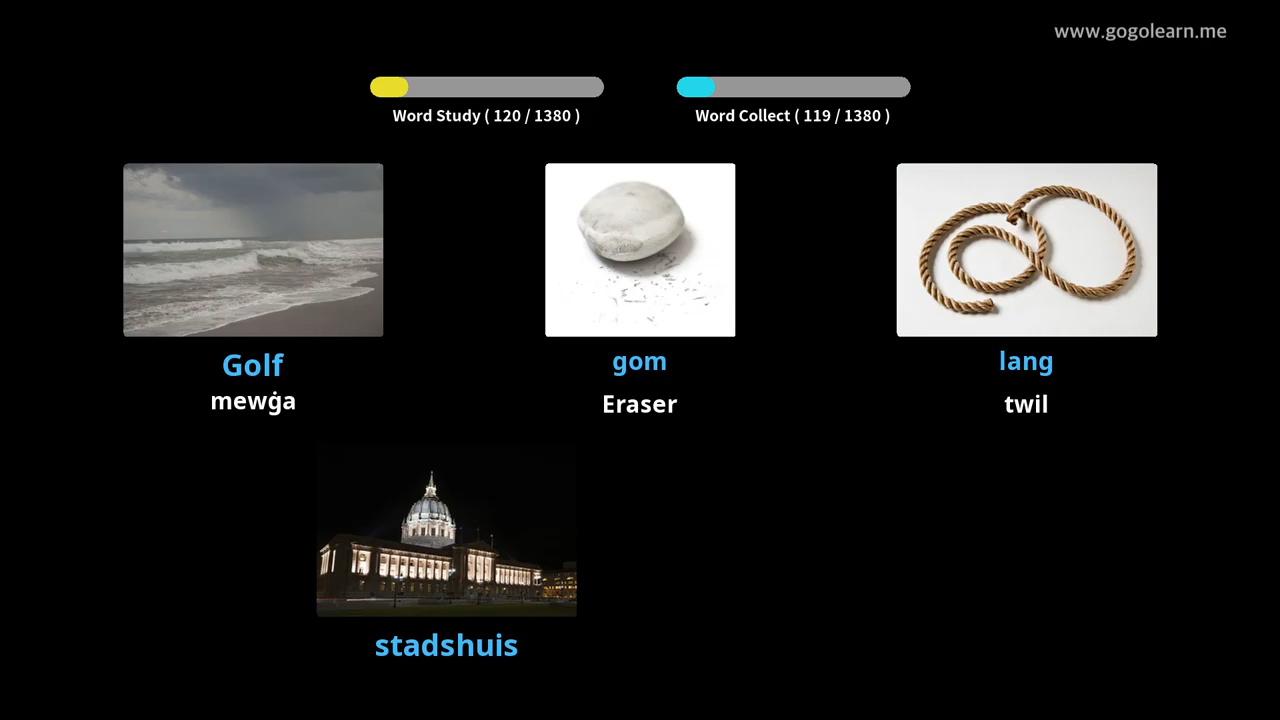 www.gogolearn.me
Word Study ( 120 / 1380 )
Word Collect ( 119 / 1380 )
Golf
mewġa
gom
Eraser
lang
twil
stadshuis